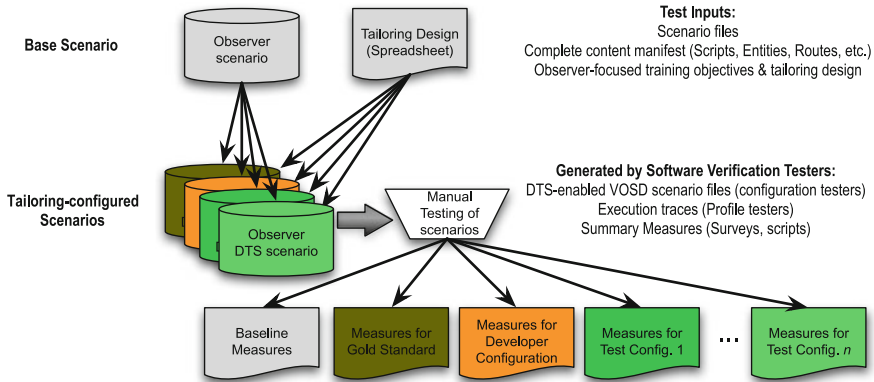 Base Scenario
Observer
scenario
Tailoring Design
(Spreadsheet)
Test Inputs:
Scenario files
Complete content manifest (Scripts, Entities, Routes, etc.)
Observer-focused training objectives & tailoring design
Tailoring-configured
Scenarios
Observer
DTS scenario
Manual
Testing of
scenarios
Generated by Software Verification Testers:
DTS-enabled VOSD scenario files (configuration testers)
Execution traces (Profile testers)
Summary Measures (Surveys, scripts)
Baseline
Measures
Measures for
Gold Standard
Measures for
Developer
Configuration
Measures for
Test Config. 1
...
Measures for
Test Config. n